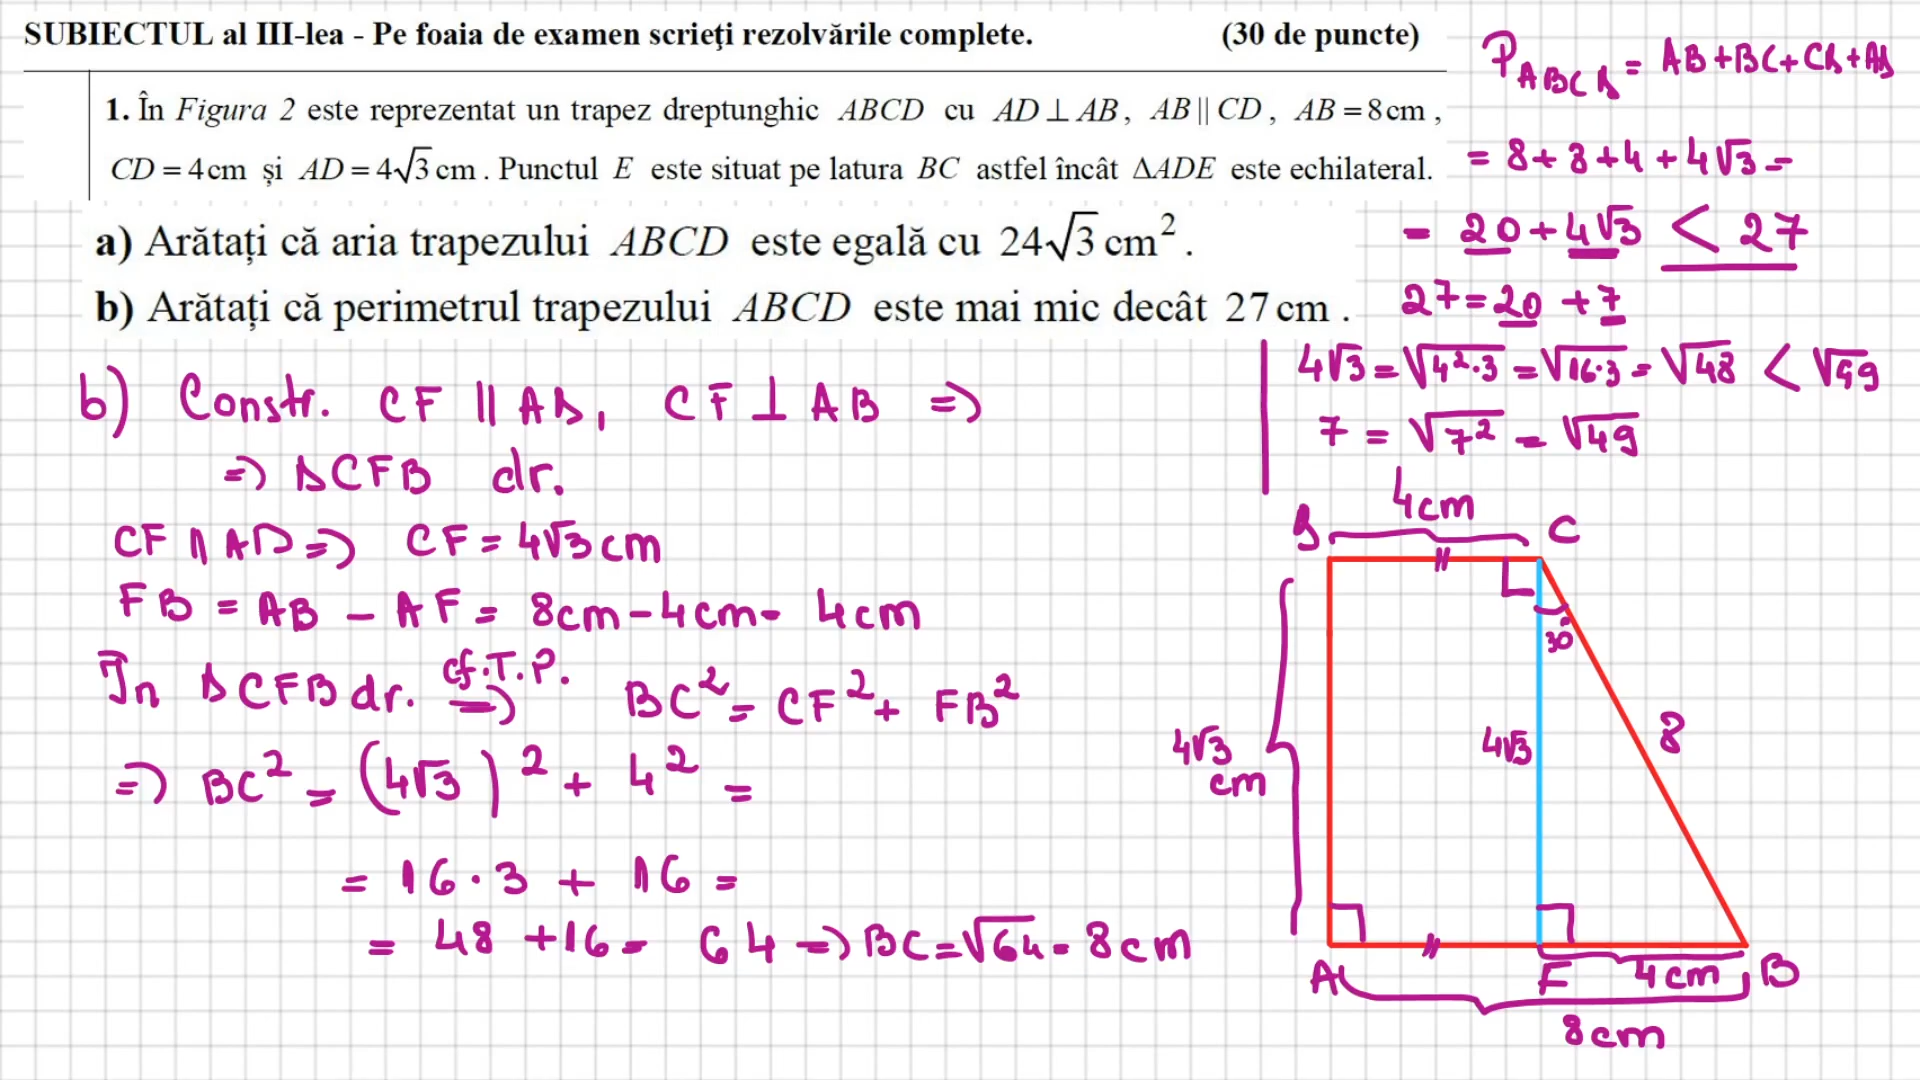 SUBIECTUL al III-lea - Pe foaia de examen scrieţi rezolvările complete. (30 de puncte)
1. În Figura 2 este reprezentat un trapez dreptunghic ABCD cu AD ⊥ AB, AB || CD, AB = 8cm,
CD = 4cm și AD = 4√3 cm. Punctul E este situat pe latura BC astfel încât ΔADE este echilateral.
a) Arătați că aria trapezului ABCD este egală cu 24√3 cm².
b) Arătați că perimetrul trapezului ABCD este mai mic decât 27 cm.
P ABCD = AB+BC+CD+AD
= 8+8+4+4√3 =
= 20+4√3 < 27
27=20+7
4√3=√4²·3=√16·3=√48 < √49
7 = √7² = √49
b) Constr. CF || AD, CF ⊥ AB =>
=> ΔCFB dr.
CF || AD => CF = 4√3 cm
FB = AB - AF = 8cm - 4cm = 4cm
În ΔCFB dr. cf.T.P. => BC² = CF² + FB²
=> BC² = (4√3)² + 4² =
= 16·3 + 16 =
= 48 + 16 = 64 => BC = √64 = 8cm
4cm
D C
30°
4√3 cm
4√3
8
A F 4cm B
8cm